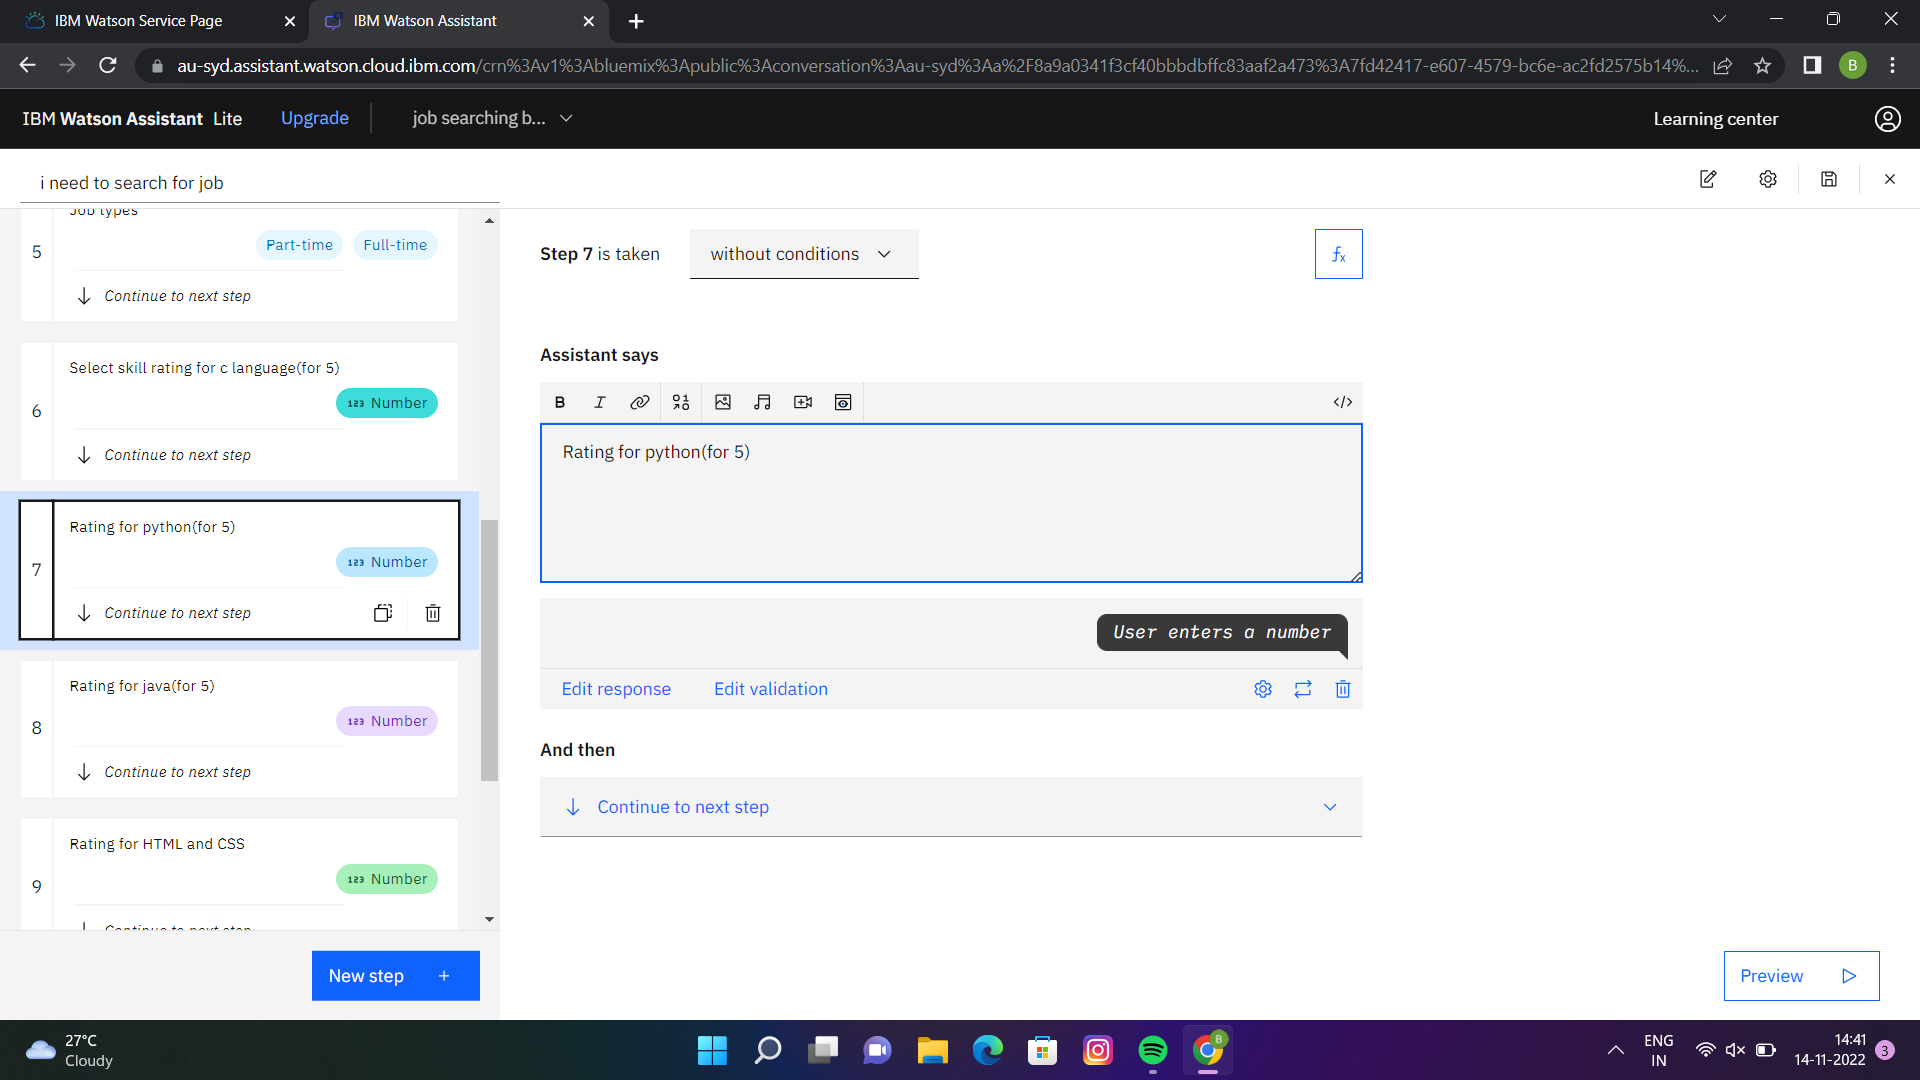 IBM Watson Service Page
IBM Watson Assistant
au-syd.assistant.watson.cloud.ibm.com/crn%3Av1%3Abluemix%3Apublic%3Aconversation%3Aau-syd%3Aa%2F8a9a0341f3cf40bbbdbffc83aaf2a473%3A7fd42417-e607-4579-bc6e-ac2fd2575b14%...
B
IBM Watson Assistant Lite
Upgrade
job searching b...
Learning center
i need to search for job
Job types
5
Part-time
Full-time
Continue to next step
Select skill rating for c language(for 5)
6
123 Number
Continue to next step
Rating for python(for 5)
7
123 Number
Continue to next step
Rating for java(for 5)
8
123 Number
Continue to next step
Rating for HTML and CSS
9
123 Number
Continue to next step
New step +
Step 7 is taken
without conditions
fx
Assistant says
B I
</>
Rating for python(for 5)
User enters a number
Edit response
Edit validation
And then
Continue to next step
Preview
27°C
Cloudy
B
ENG
IN
14:41
14-11-2022
3